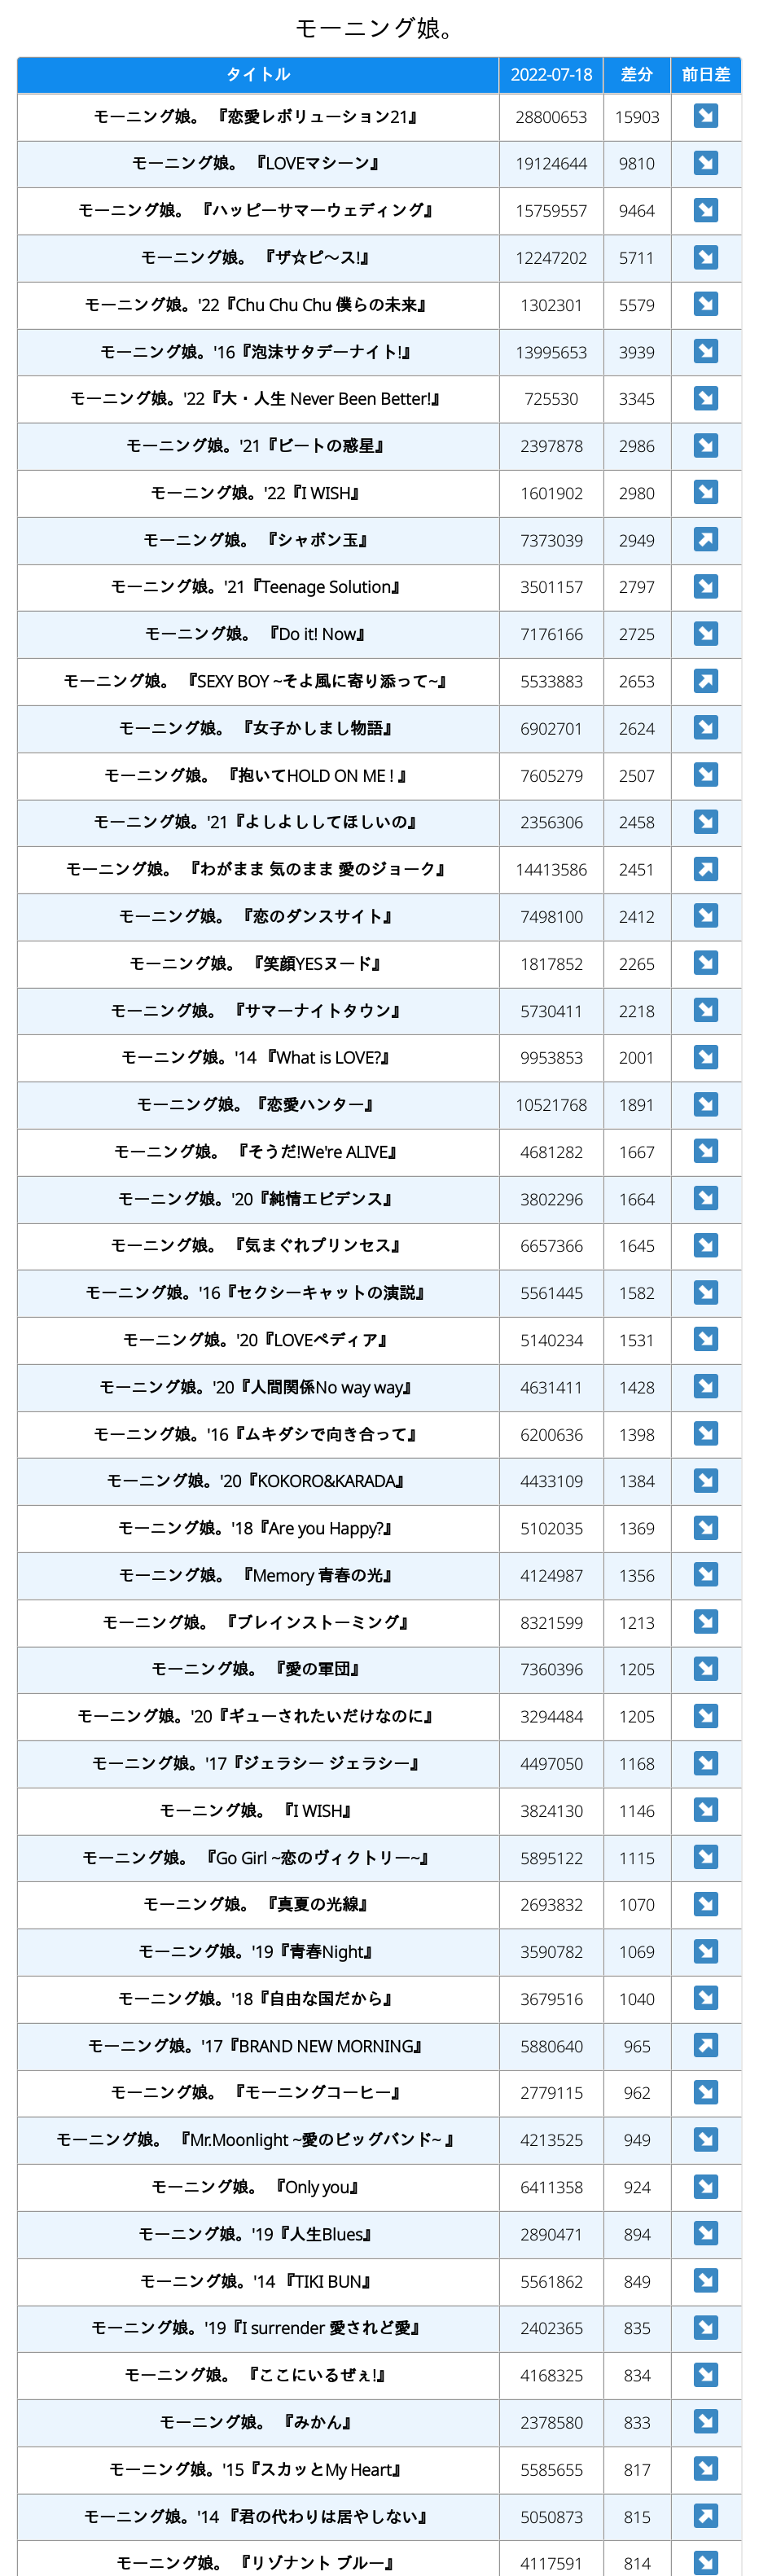 モーニング娘。
タイトル 2022-07-18 差分 前日差
モーニング娘。 『恋愛レボリューション21』 28800653 15903 ↘
モーニング娘。 『LOVEマシーン』 19124644 9810 ↘
モーニング娘。 『ハッピーサマーウェディング』 15759557 9464 ↘
モーニング娘。 『ザ☆ピ〜ス!』 12247202 5711 ↘
モーニング娘。'22『Chu Chu Chu 僕らの未来』 1302301 5579 ↘
モーニング娘。'16『泡沫サタデーナイト!』 13995653 3939 ↘
モーニング娘。'22『大・人生 Never Been Better!』 725530 3345 ↘
モーニング娘。'21『ビートの惑星』 2397878 2986 ↘
モーニング娘。'22『I WISH』 1601902 2980 ↘
モーニング娘。 『シャボン玉』 7373039 2949 ↗
モーニング娘。'21『Teenage Solution』 3501157 2797 ↘
モーニング娘。 『Do it! Now』 7176166 2725 ↘
モーニング娘。 『SEXY BOY ~そよ風に寄り添って~』 5533883 2653 ↗
モーニング娘。 『女子かしまし物語』 6902701 2624 ↘
モーニング娘。 『抱いてHOLD ON ME ! 』 7605279 2507 ↘
モーニング娘。'21『よしよししてほしいの』 2356306 2458 ↘
モーニング娘。 『わがまま 気のまま 愛のジョーク』 14413586 2451 ↗
モーニング娘。 『恋のダンスサイト』 7498100 2412 ↘
モーニング娘。 『笑顔YESヌード』 1817852 2265 ↘
モーニング娘。 『サマーナイトタウン』 5730411 2218 ↘
モーニング娘。'14 『What is LOVE?』 9953853 2001 ↘
モーニング娘。『恋愛ハンター』 10521768 1891 ↘
モーニング娘。 『そうだ!We're ALIVE』 4681282 1667 ↘
モーニング娘。'20『純情エビデンス』 3802296 1664 ↘
モーニング娘。 『気まぐれプリンセス』 6657366 1645 ↘
モーニング娘。'16『セクシーキャットの演説』 5561445 1582 ↘
モーニング娘。'20『LOVEペディア』 5140234 1531 ↘
モーニング娘。'20『人間関係No way way』 4631411 1428 ↘
モーニング娘。'16『ムキダシで向き合って』 6200636 1398 ↘
モーニング娘。'20『KOKORO&KARADA』 4433109 1384 ↘
モーニング娘。'18『Are you Happy?』 5102035 1369 ↘
モーニング娘。 『Memory 青春の光』 4124987 1356 ↘
モーニング娘。 『ブレインストーミング』 8321599 1213 ↘
モーニング娘。 『愛の軍団』 7360396 1205 ↘
モーニング娘。'20『ギューされたいだけなのに』 3294484 1205 ↘
モーニング娘。'17『ジェラシー ジェラシー』 4497050 1168 ↘
モーニング娘。 『I WISH』 3824130 1146 ↘
モーニング娘。 『Go Girl ~恋のヴィクトリー~』 5895122 1115 ↘
モーニング娘。 『真夏の光線』 2693832 1070 ↘
モーニング娘。'19『青春Night』 3590782 1069 ↘
モーニング娘。'18『自由な国だから』 3679516 1040 ↘
モーニング娘。'17『BRAND NEW MORNING』 5880640 965 ↗
モーニング娘。 『モーニングコーヒー』 2779115 962 ↘
モーニング娘。 『Mr.Moonlight ~愛のビッグバンド~ 』 4213525 949 ↘
モーニング娘。 『Only you』 6411358 924 ↘
モーニング娘。'19『人生Blues』 2890471 894 ↘
モーニング娘。'14 『TIKI BUN』 5561862 849 ↘
モーニング娘。'19『I surrender 愛されど愛』 2402365 835 ↘
モーニング娘。 『ここにいるぜぇ!』 4168325 834 ↘
モーニング娘。 『みかん』 2378580 833 ↘
モーニング娘。'15『スカッとMy Heart』 5585655 817 ↘
モーニング娘。'14 『君の代わりは居やしない』 5050873 815 ↗
モーニング娘。 『リゾナント ブルー』 4117591 814 ↘